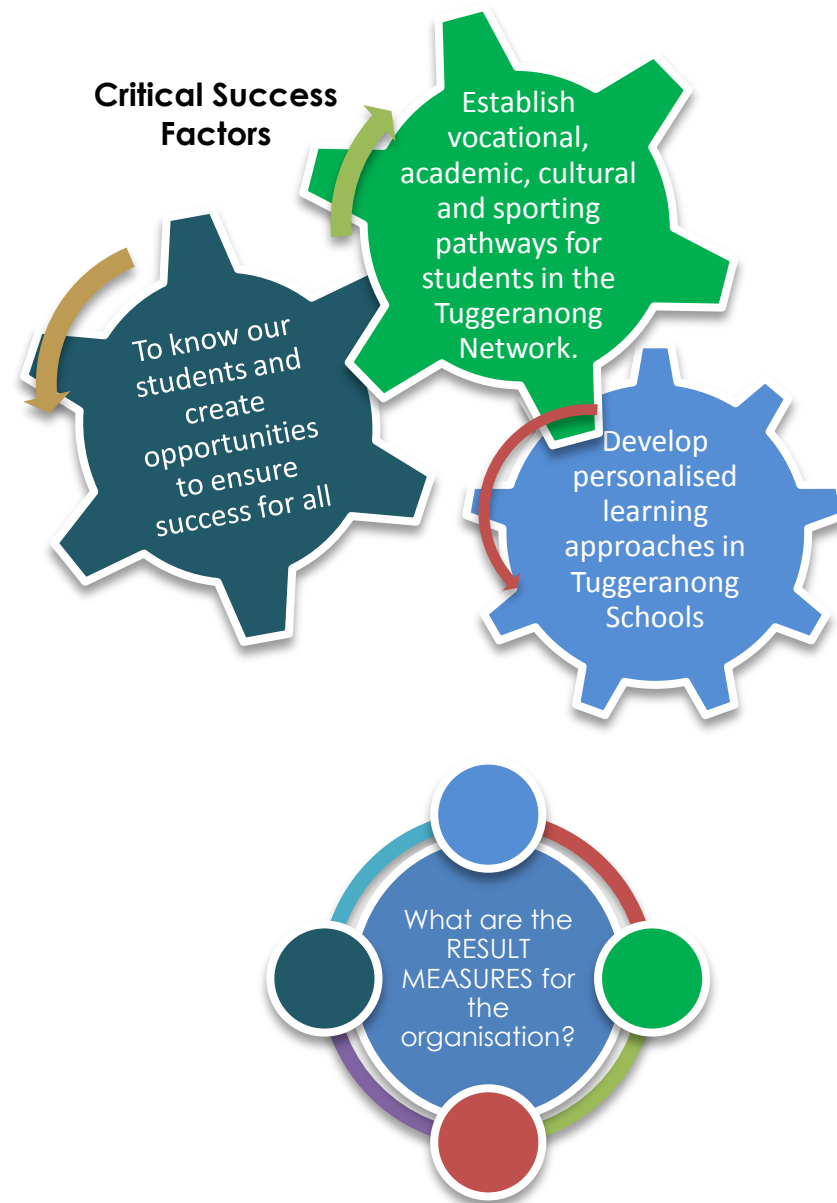 Critical Success
Factors
Establish
vocational,
academic, cultural
and sporting
pathways for
students in the
Tuggeranong
Network.
To know our
students and
create
opportunities
to ensure
success for all
Develop
personalised
learning
approaches in
Tuggeranong
Schools
What are the
RESULT
MEASURES for
the
organisation?